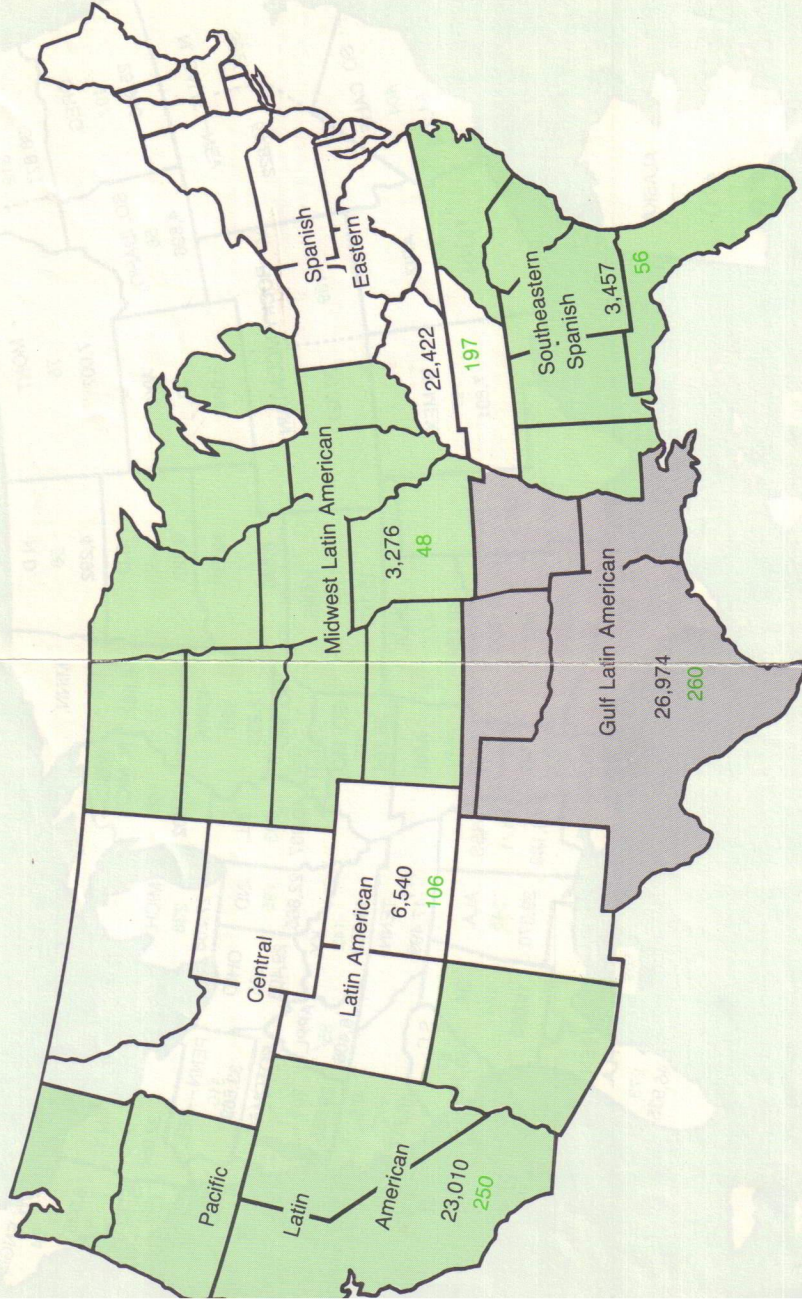 Pacific
Latin
American
23,010
250
Central
Latin American
6,540
106
Midwest Latin American
3,276
48
Gulf Latin American
26,974
260
Spanish
Eastern
22,422
197
Southeastern
Spanish
3,457
56